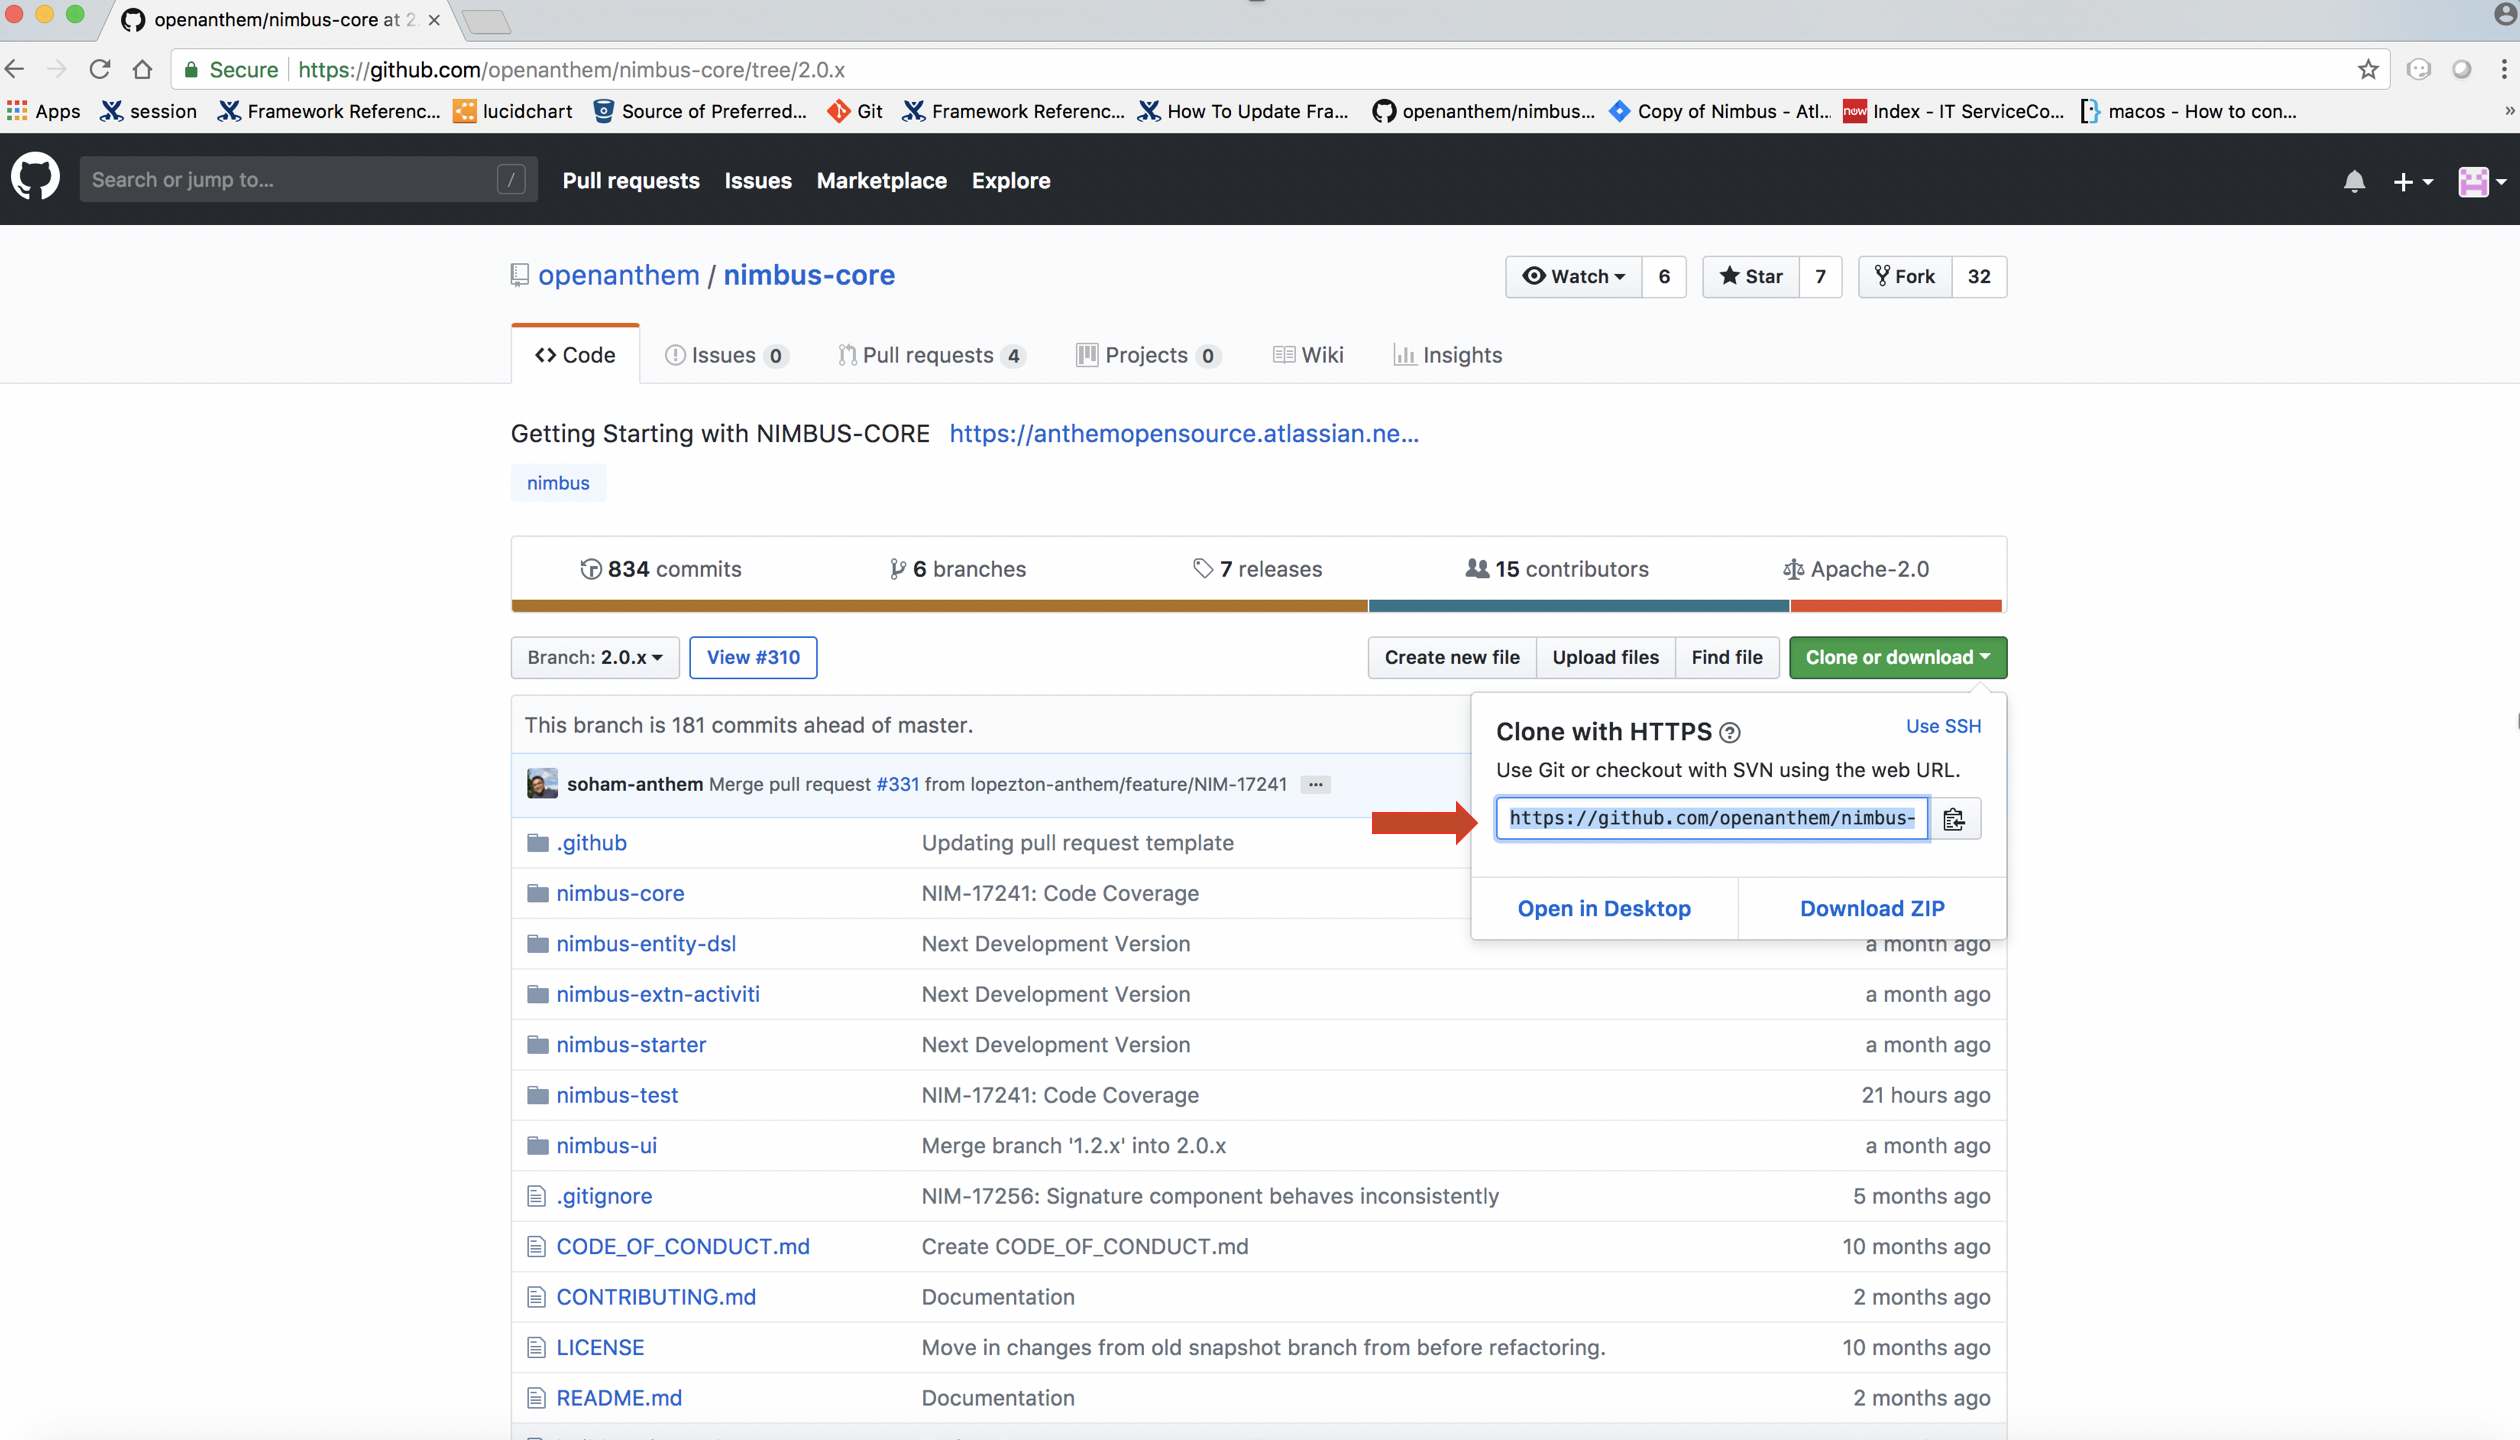 openanthem/nimbus-core at 2.
Secure https://github.com/openanthem/nimbus-core/tree/2.0.x
Apps session Framework Referenc... lucidchart Source of Preferred... Git Framework Referenc... How To Update Fra... openanthem/nimbus... Copy of Nimbus - Atl... now Index - IT ServiceCo... macos - How to con... »
Search or jump to... / Pull requests Issues Marketplace Explore
openanthem / nimbus-core Watch 6 Star 7 Fork 32
Code Issues 0 Pull requests 4 Projects 0 Wiki Insights
Getting Starting with NIMBUS-CORE https://anthemopensource.atlassian.ne...
nimbus
834 commits 6 branches 7 releases 15 contributors Apache-2.0
Branch: 2.0.x View #310 Create new file Upload files Find file Clone or download
This branch is 181 commits ahead of master.
Clone with HTTPS ? Use SSH
Use Git or checkout with SVN using the web URL.
https://github.com/openanthem/nimbus-
Open in Desktop Download ZIP
soham-anthem Merge pull request #331 from lopezton-anthem/feature/NIM-17241 ...
.github Updating pull request template
nimbus-core NIM-17241: Code Coverage
nimbus-entity-dsl Next Development Version a month ago
nimbus-extn-activiti Next Development Version a month ago
nimbus-starter Next Development Version a month ago
nimbus-test NIM-17241: Code Coverage 21 hours ago
nimbus-ui Merge branch '1.2.x' into 2.0.x a month ago
.gitignore NIM-17256: Signature component behaves inconsistently 5 months ago
CODE_OF_CONDUCT.md Create CODE_OF_CONDUCT.md 10 months ago
CONTRIBUTING.md Documentation 2 months ago
LICENSE Move in changes from old snapshot branch from before refactoring. 10 months ago
README.md Documentation 2 months ago